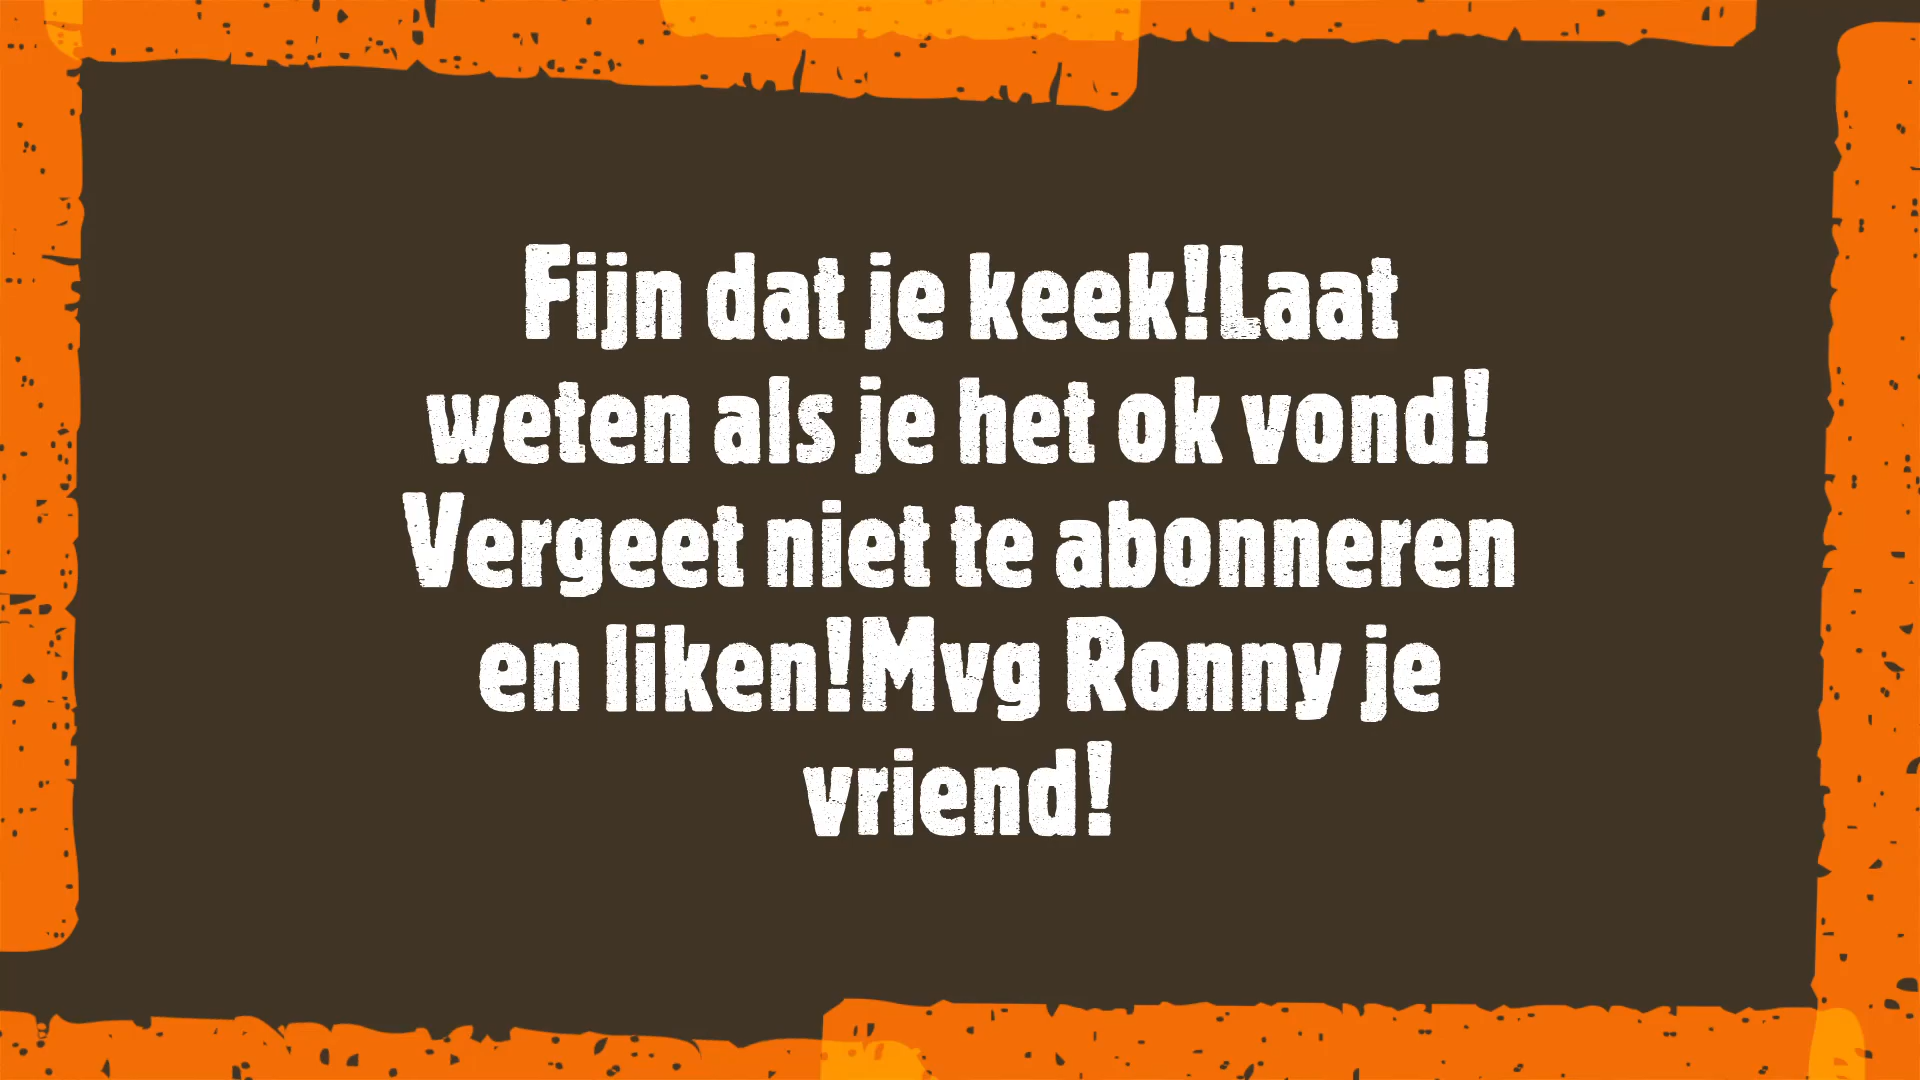 Fijn dat je keek!Laat
weten als je het ok vond!
Vergeet niet te abonneren
en liken!Mvg Ronny je
vriend!